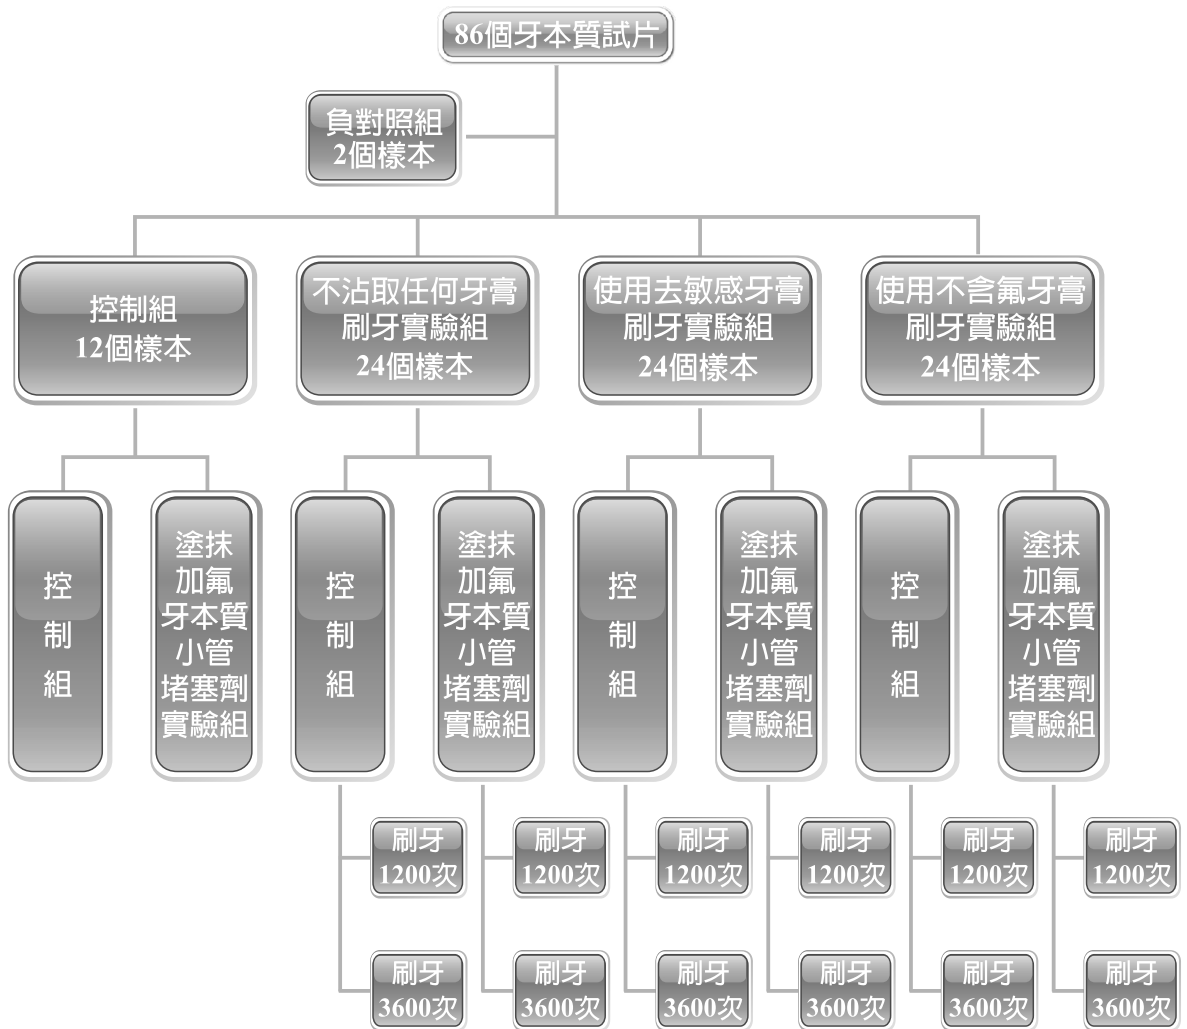 86個牙本質試片
負對照組
2個樣本
控制組
12個樣本
不沾取任何牙膏
刷牙實驗組
24個樣本
使用去敏感牙膏
刷牙實驗組
24個樣本
使用不含氟牙膏
刷牙實驗組
24個樣本
控
制
組
塗抹
加氟
牙本質
小管
堵塞劑
實驗組
控
制
組
塗抹
加氟
牙本質
小管
堵塞劑
實驗組
控
制
組
塗抹
加氟
牙本質
小管
堵塞劑
實驗組
控
制
組
塗抹
加氟
牙本質
小管
堵塞劑
實驗組
刷牙
1200次
刷牙
1200次
刷牙
1200次
刷牙
1200次
刷牙
1200次
刷牙
1200次
刷牙
3600次
刷牙
3600次
刷牙
3600次
刷牙
3600次
刷牙
3600次
刷牙
3600次